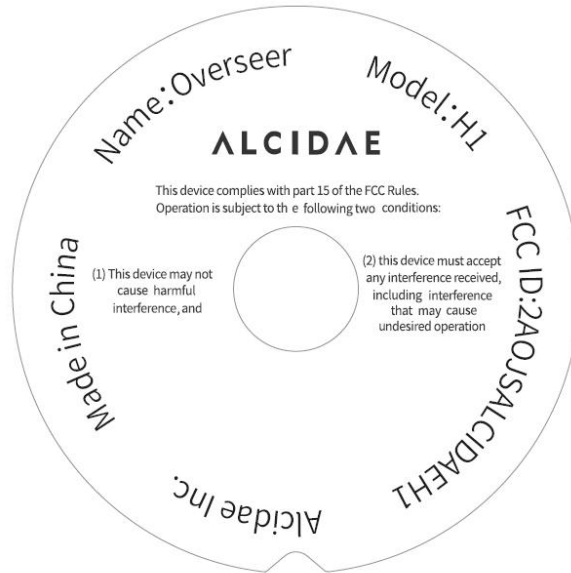 Name:Overseer
Model:H1
ALCIDAE
This device complies with part 15 of the FCC Rules.
Operation is subject to th e following two conditions:
(1) This device may not
cause harmful
interference, and
(2) this device must accept
any interference received,
including interference
that may cause
undesired operation
FCC ID:2AOJSALCIDAEH1
Made in China
Alcidae Inc.